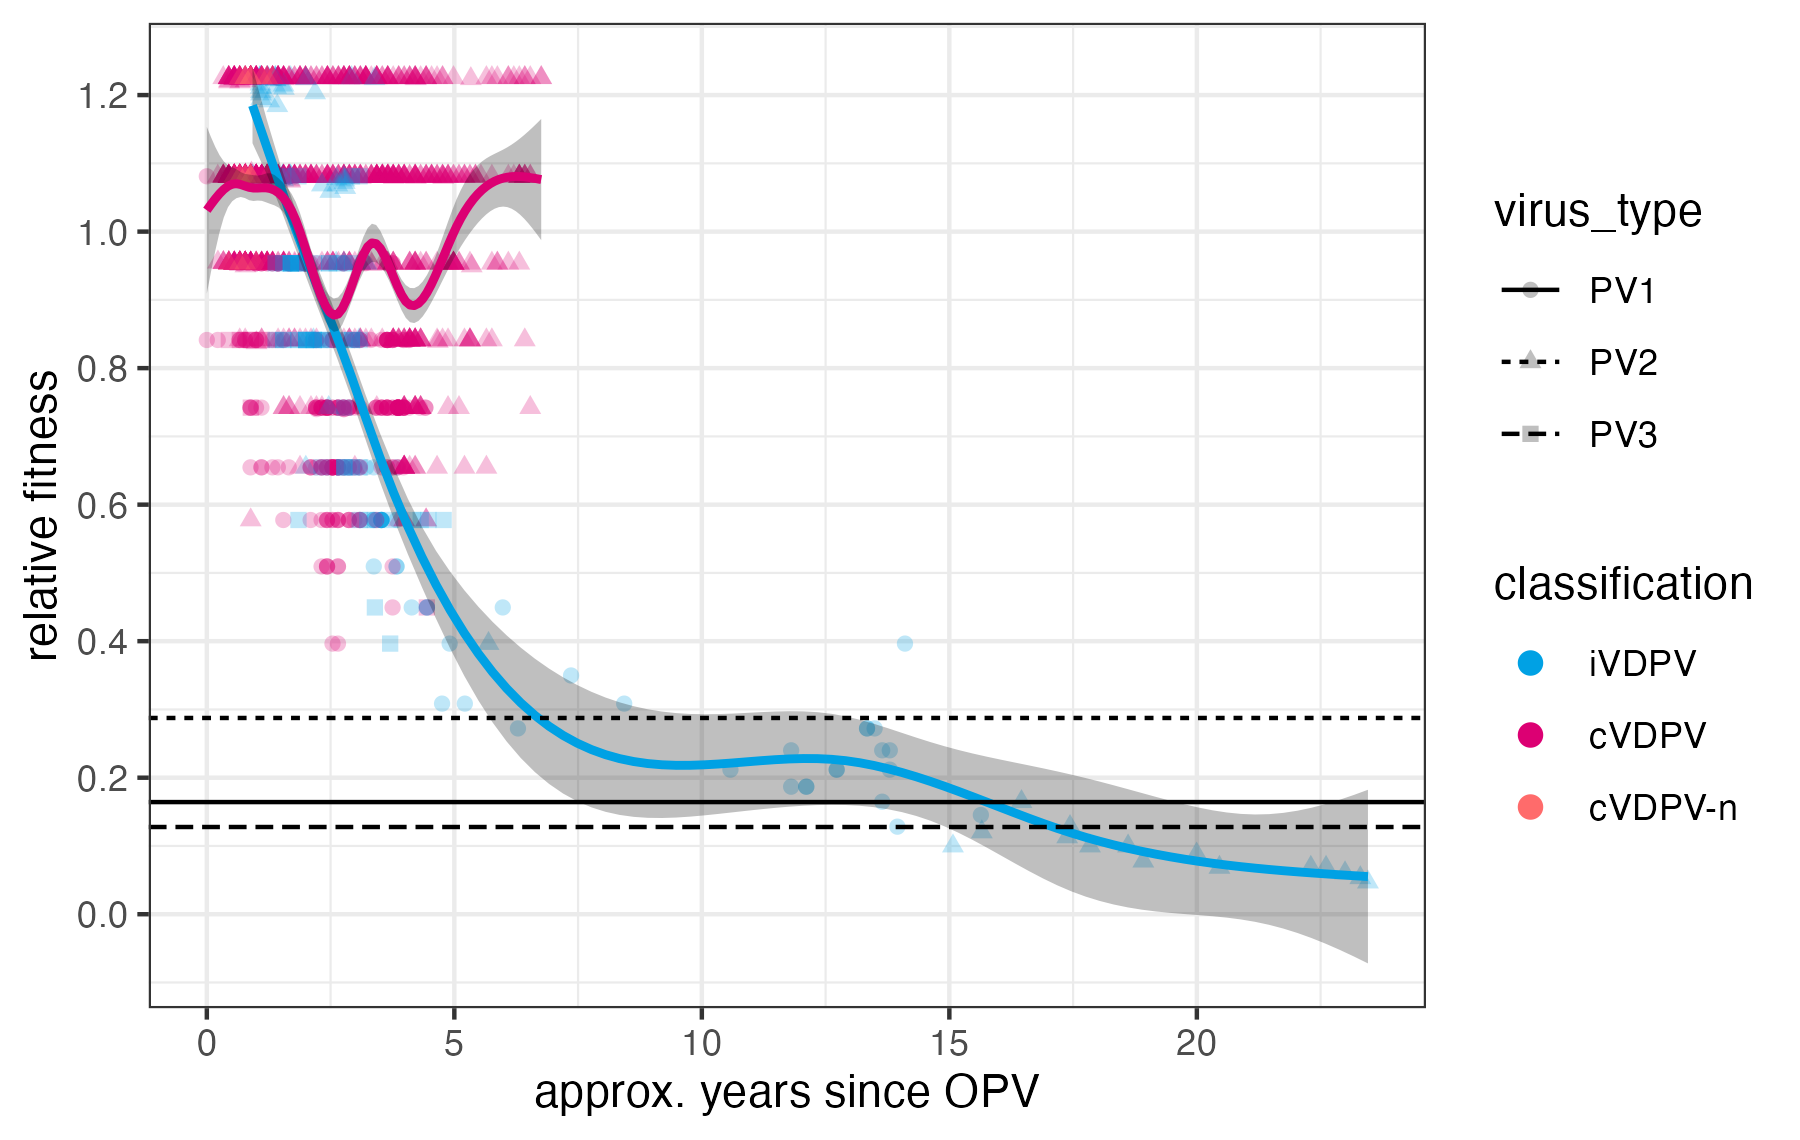 1.2
1.0
0.8
0.6
0.4
0.2
0.0
relative fitness
0 5 10 15 20
approx. years since OPV
virus_type
PV1
PV2
PV3
classification
iVDPV
cVDPV
cVDPV-n